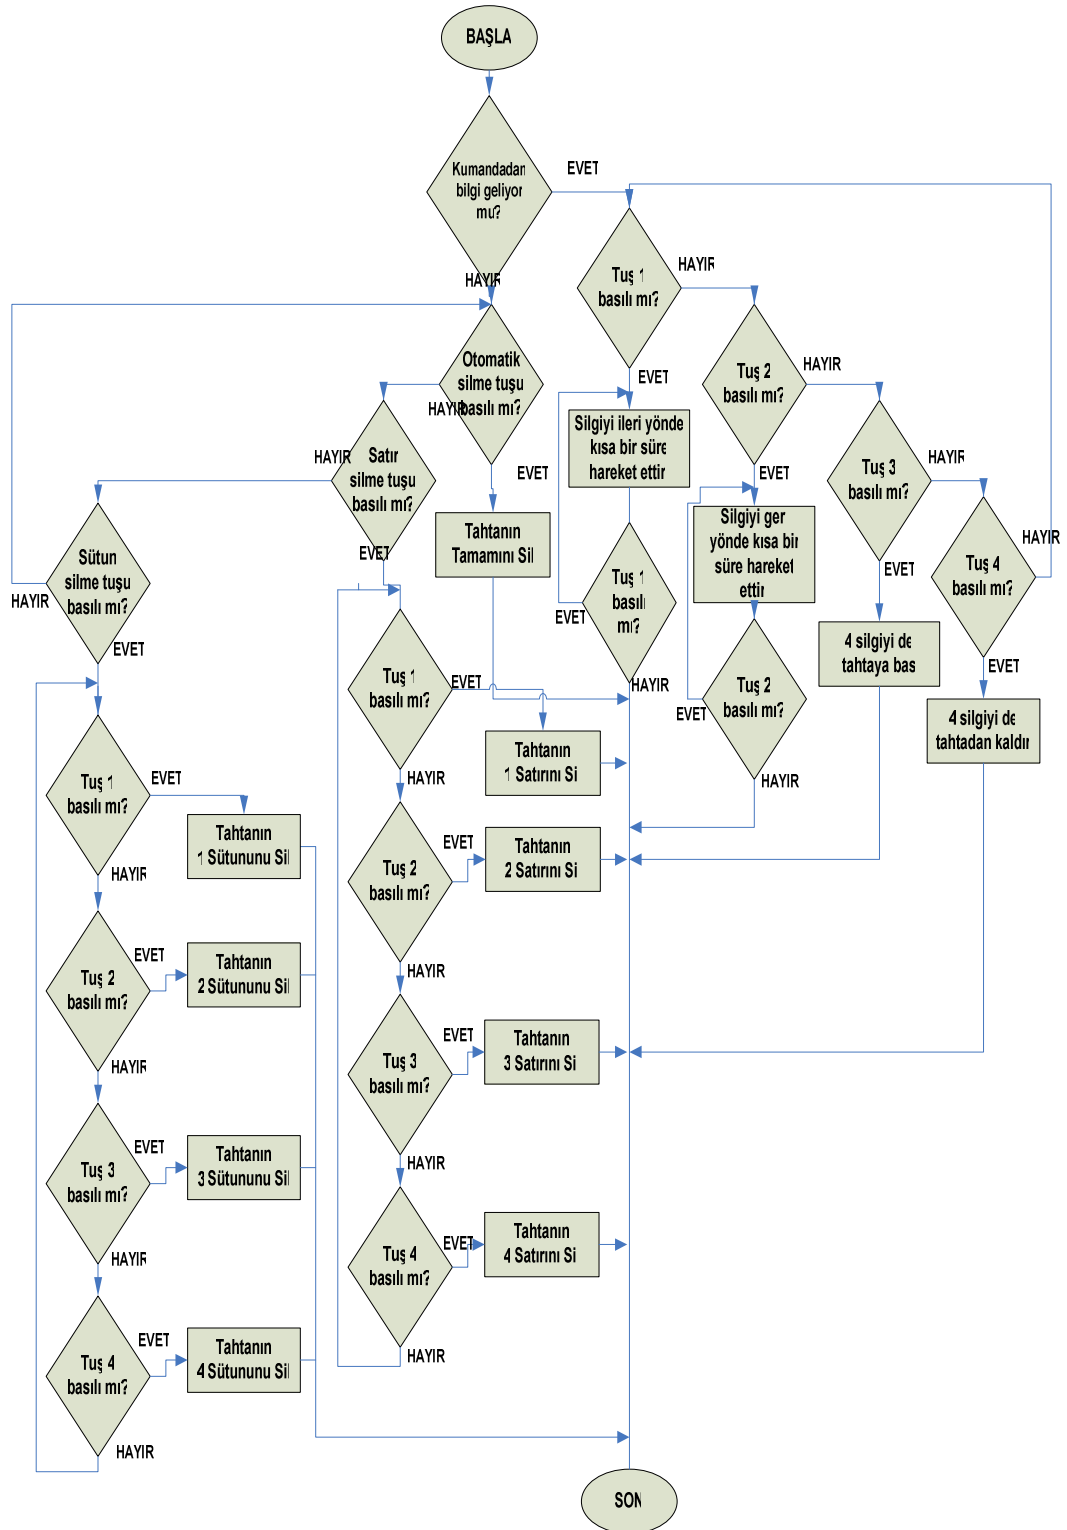 BAŞLA
Kumandadan
bilgi geliyor
mu?
EVET
HAYIR
Tuş 1
basılı mı?
HAYIR
EVET
Otomatik
silme tuşu
basılı mı?
HAYIR
EVET
Tuş 2
basılı mı?
HAYIR
EVET
Silgiyi ileri yönde
kısa bir süre
hareket ettir
Satır
silme tuşu
basılı mı?
HAYIR
EVET
Tuş 3
basılı mı?
HAYIR
EVET
Tahtanın
Tamamını Sil
Silgiyi ger
yönde kısa bir
süre hareket
ettir
Tuş 4
basılı mı?
HAYIR
EVET
Sütun
silme tuşu
basılı mı?
HAYIR
EVET
Tuş 1
basılı
mı?
EVET
HAYIR
4 silgiyi de
tahtaya bas
Tuş 2
basılı mı?
EVET
HAYIR
4 silgiyi de
tahtadan kaldır
Tuş 1
basılı mı?
EVET
HAYIR
Tahtanın
1 Satırını Si
Tuş 1
basılı mı?
EVET
HAYIR
Tahtanın
1 Sütununu Sil
Tuş 2
basılı mı?
EVET
HAYIR
Tahtanın
2 Satırını Si
Tuş 2
basılı mı?
EVET
HAYIR
Tahtanın
2 Sütununu Sil
Tuş 3
basılı mı?
EVET
HAYIR
Tahtanın
3 Satırını Si
Tuş 3
basılı mı?
EVET
HAYIR
Tahtanın
3 Sütununu Sil
Tuş 4
basılı mı?
EVET
HAYIR
Tahtanın
4 Satırını Si
Tuş 4
basılı mı?
EVET
HAYIR
Tahtanın
4 Sütununu Sil
SON